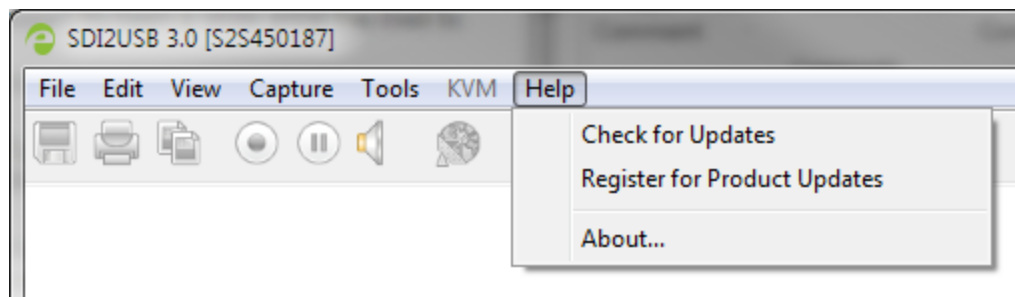 SDI2USB 3.0 [S2S450187]
File Edit View Capture Tools KVM Help
Check for Updates
Register for Product Updates
About...